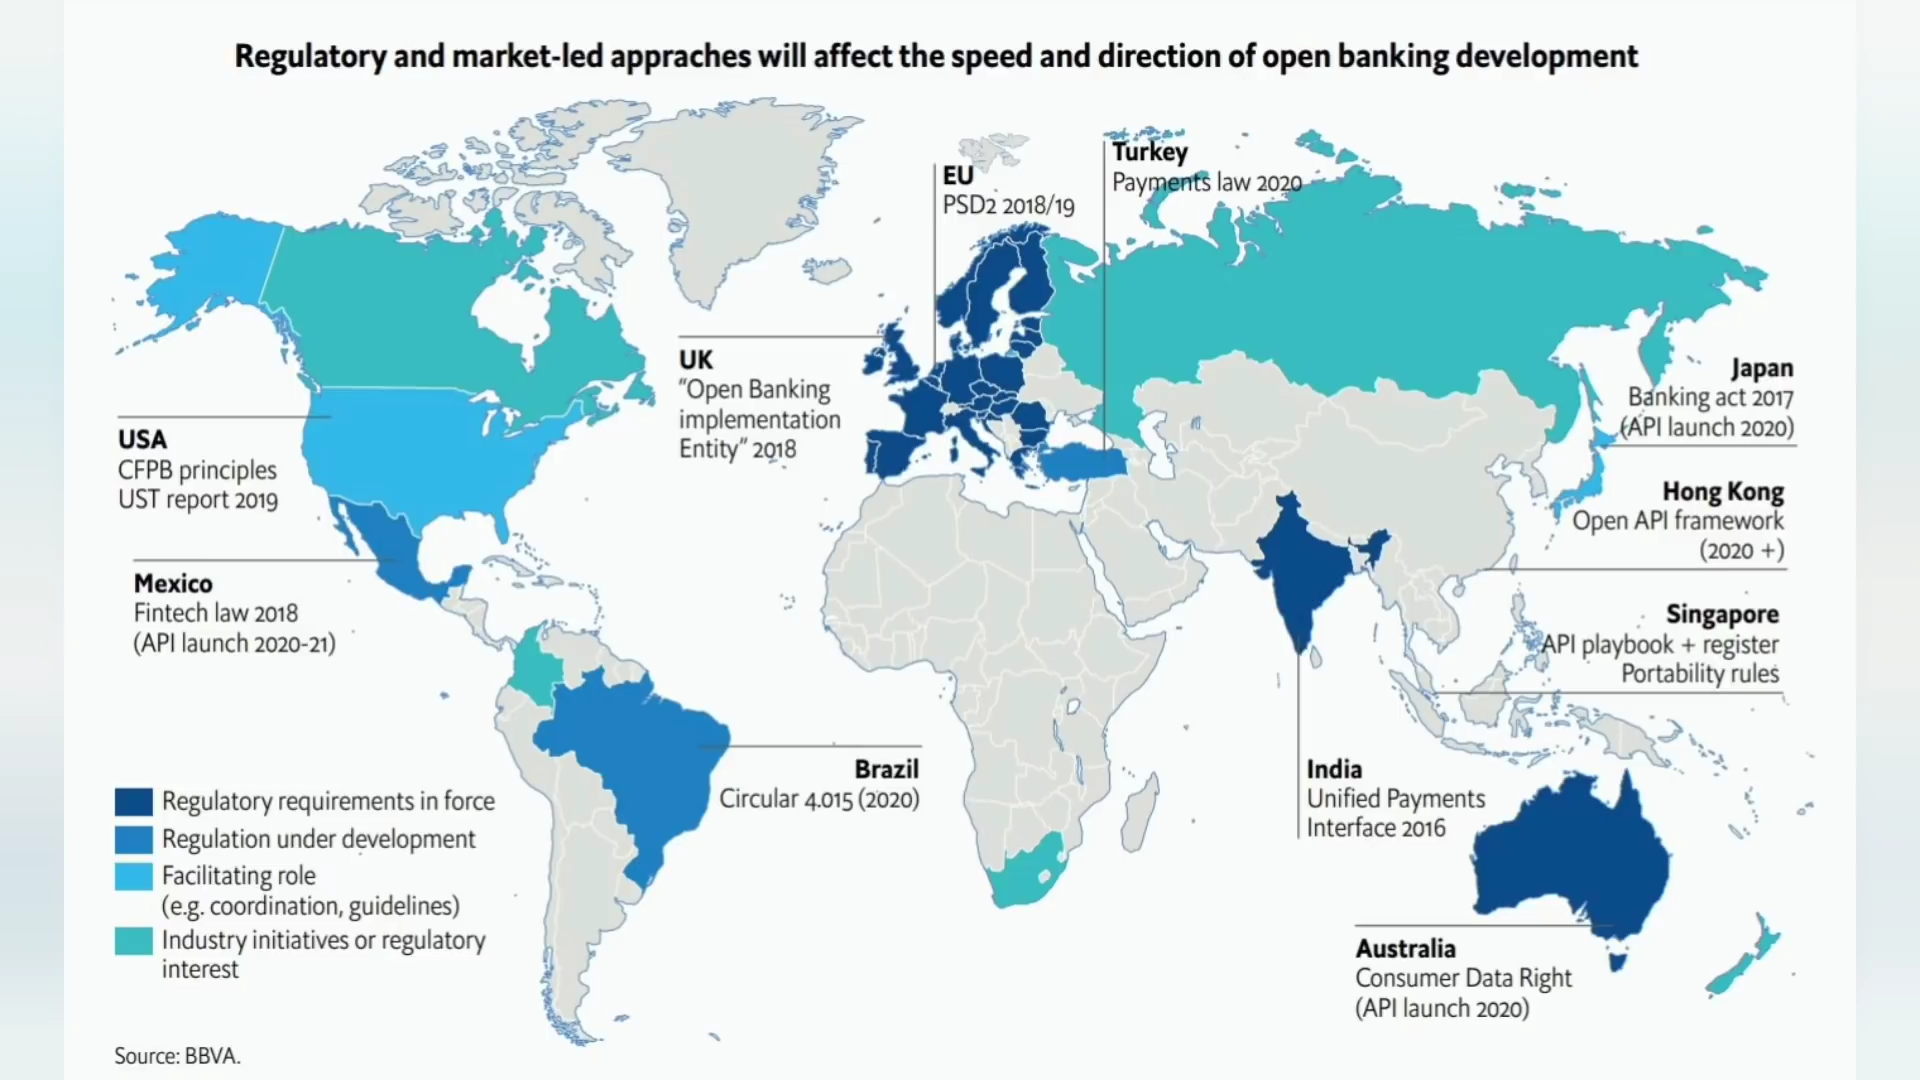 Regulatory and market-led appraches will affect the speed and direction of open banking development
Turkey
Payments law 2020
EU
PSD2 2018/19
UK
“Open Banking
implementation
Entity” 2018
Japan
Banking act 2017
(API launch 2020)
USA
CFPB principles
UST report 2019
Hong Kong
Open API framework
(2020 +)
Mexico
Fintech law 2018
(API launch 2020-21)
Singapore
API playbook + register
Portability rules
Brazil
Circular 4.015 (2020)
India
Unified Payments
Interface 2016
Regulatory requirements in force
Regulation under development
Facilitating role
(e.g. coordination, guidelines)
Industry initiatives or regulatory
interest
Australia
Consumer Data Right
(API launch 2020)
Source: BBVA.